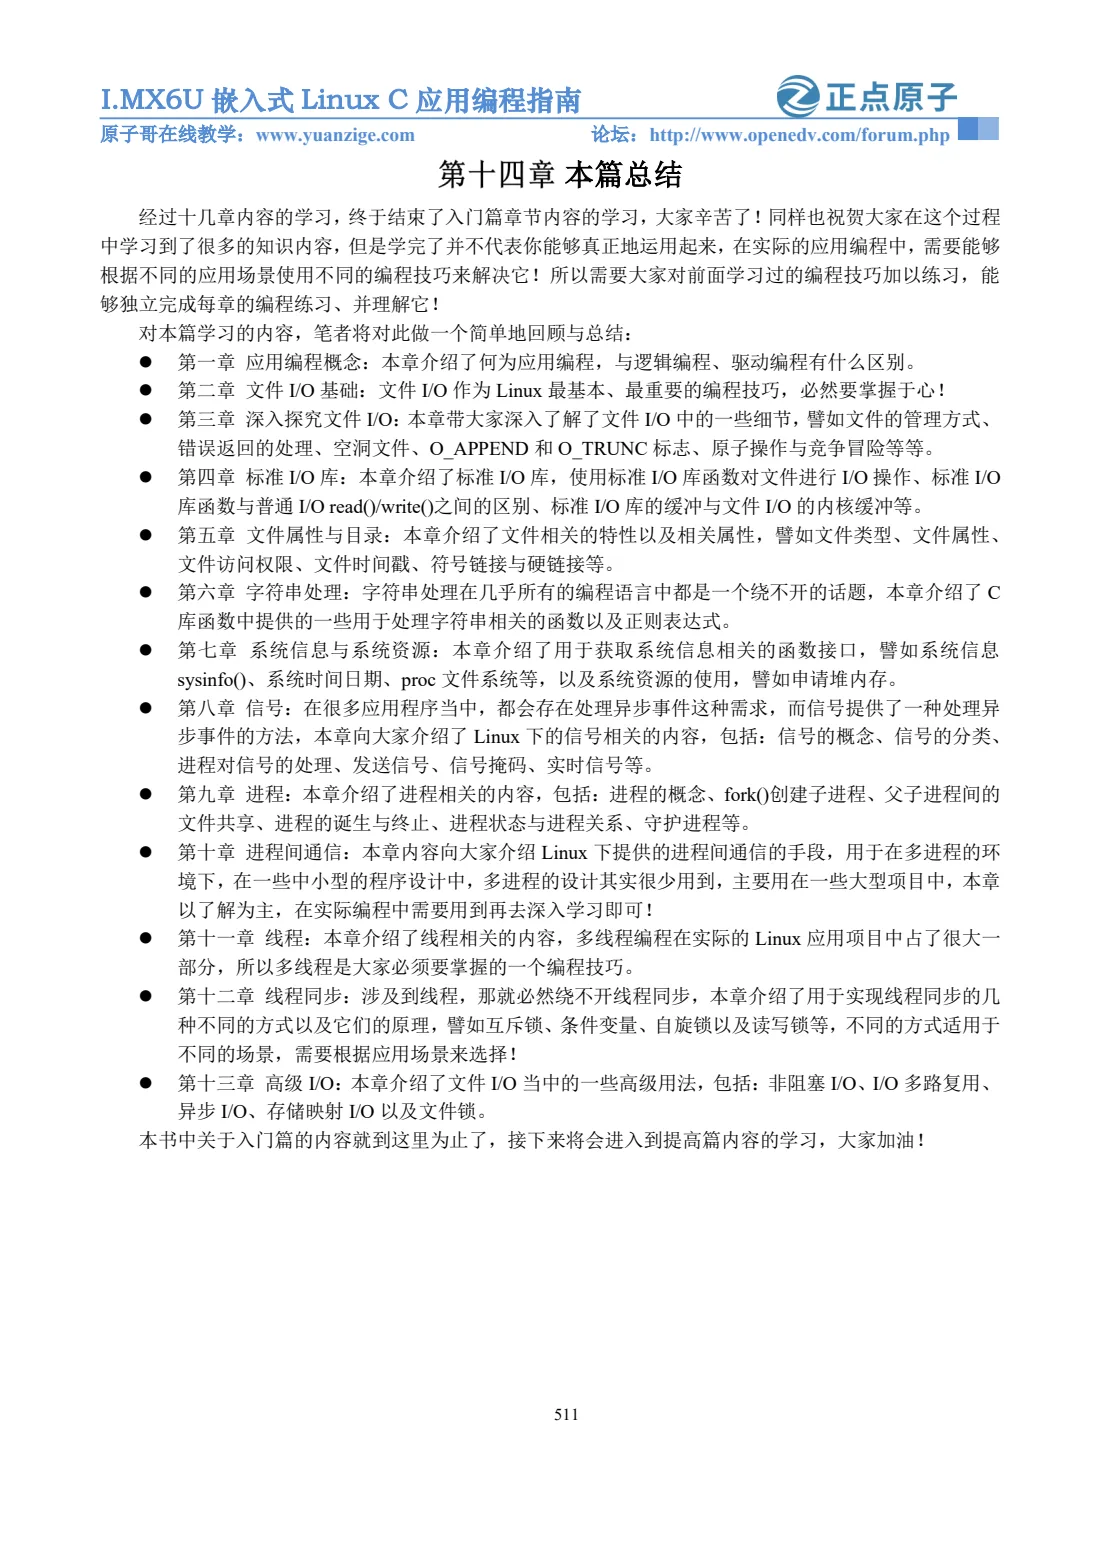 I.MX6U 嵌入式 Linux C 应用编程指南
正点原子
原子哥在线教学：www.yuanzige.com 论坛：http://www.openedv.com/forum.php
第十四章 本篇总结
经过十几章内容的学习，终于结束了入门篇章节内容的学习，大家辛苦了！同样也祝贺大家在这个过程
中学习到了很多的知识内容，但是学完了并不代表你能够真正地运用起来，在实际的应用编程中，需要能够
根据不同的应用场景使用不同的编程技巧来解决它！所以需要大家对前面学习过的编程技巧加以练习，能
够独立完成每章的编程练习、并理解它！
对本篇学习的内容，笔者将对此做一个简单地回顾与总结：
● 第一章 应用编程概念：本章介绍了何为应用编程，与逻辑编程、驱动编程有什么区别。
● 第二章 文件 I/O 基础：文件 I/O 作为 Linux 最基本、最重要的编程技巧，必然要掌握于心！
● 第三章 深入探究文件 I/O：本章带大家深入了解了文件 I/O 中的一些细节，譬如文件的管理方式、
错误返回的处理、空洞文件、O_APPEND 和 O_TRUNC 标志、原子操作与竞争冒险等等。
● 第四章 标准 I/O 库：本章介绍了标准 I/O 库，使用标准 I/O 库函数对文件进行 I/O 操作、标准 I/O
库函数与普通 I/O read()/write()之间的区别、标准 I/O 库的缓冲与文件 I/O 的内核缓冲等。
● 第五章 文件属性与目录：本章介绍了文件相关的特性以及相关属性，譬如文件类型、文件属性、
文件访问权限、文件时间戳、符号链接与硬链接等。
● 第六章 字符串处理：字符串处理在几乎所有的编程语言中都是一个绕不开的话题，本章介绍了 C
库函数中提供的一些用于处理字符串相关的函数以及正则表达式。
● 第七章 系统信息与系统资源：本章介绍了用于获取系统信息相关的函数接口，譬如系统信息
sysinfo()、系统时间日期、proc 文件系统等，以及系统资源的使用，譬如申请堆内存。
● 第八章 信号：在很多应用程序当中，都会存在处理异步事件这种需求，而信号提供了一种处理异
步事件的方法，本章向大家介绍了 Linux 下的信号相关的内容，包括：信号的概念、信号的分类、
进程对信号的处理、发送信号、信号掩码、实时信号等。
● 第九章 进程：本章介绍了进程相关的内容，包括：进程的概念、fork()创建子进程、父子进程间的
文件共享、进程的诞生与终止、进程状态与进程关系、守护进程等。
● 第十章 进程间通信：本章内容向大家介绍 Linux 下提供的进程间通信的手段，用于在多进程的环
境下，在一些中小型的程序设计中，多进程的设计其实很少用到，主要用在一些大型项目中，本章
以了解为主，在实际编程中需要用到再去深入学习即可！
● 第十一章 线程：本章介绍了线程相关的内容，多线程编程在实际的 Linux 应用项目中占了很大一
部分，所以多线程是大家必须要掌握的一个编程技巧。
● 第十二章 线程同步：涉及到线程，那就必然绕不开线程同步，本章介绍了用于实现线程同步的几
种不同的方式以及它们的原理，譬如互斥锁、条件变量、自旋锁以及读写锁等，不同的方式适用于
不同的场景，需要根据应用场景来选择！
● 第十三章 高级 I/O：本章介绍了文件 I/O 当中的一些高级用法，包括：非阻塞 I/O、I/O 多路复用、
异步 I/O、存储映射 I/O 以及文件锁。
本书中关于入门篇的内容就到这里为止了，接下来将会进入到提高篇内容的学习，大家加油！
511